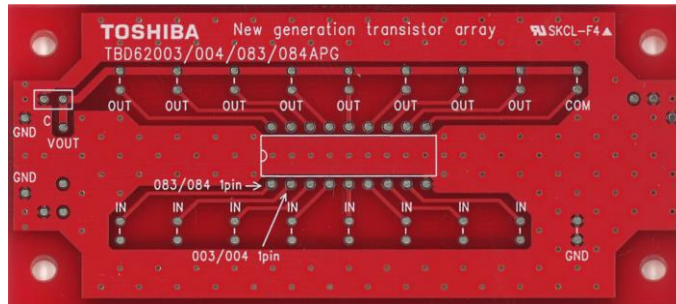 TOSHIBA New generation transistor array SKCL-F4
TBD62003/004/083/084APG
OUT OUT OUT OUT OUT OUT OUT OUT COM
C
GND
VOUT
GND
083/084 1pin
IN IN IN IN IN IN IN IN
003/004 1pin
GND